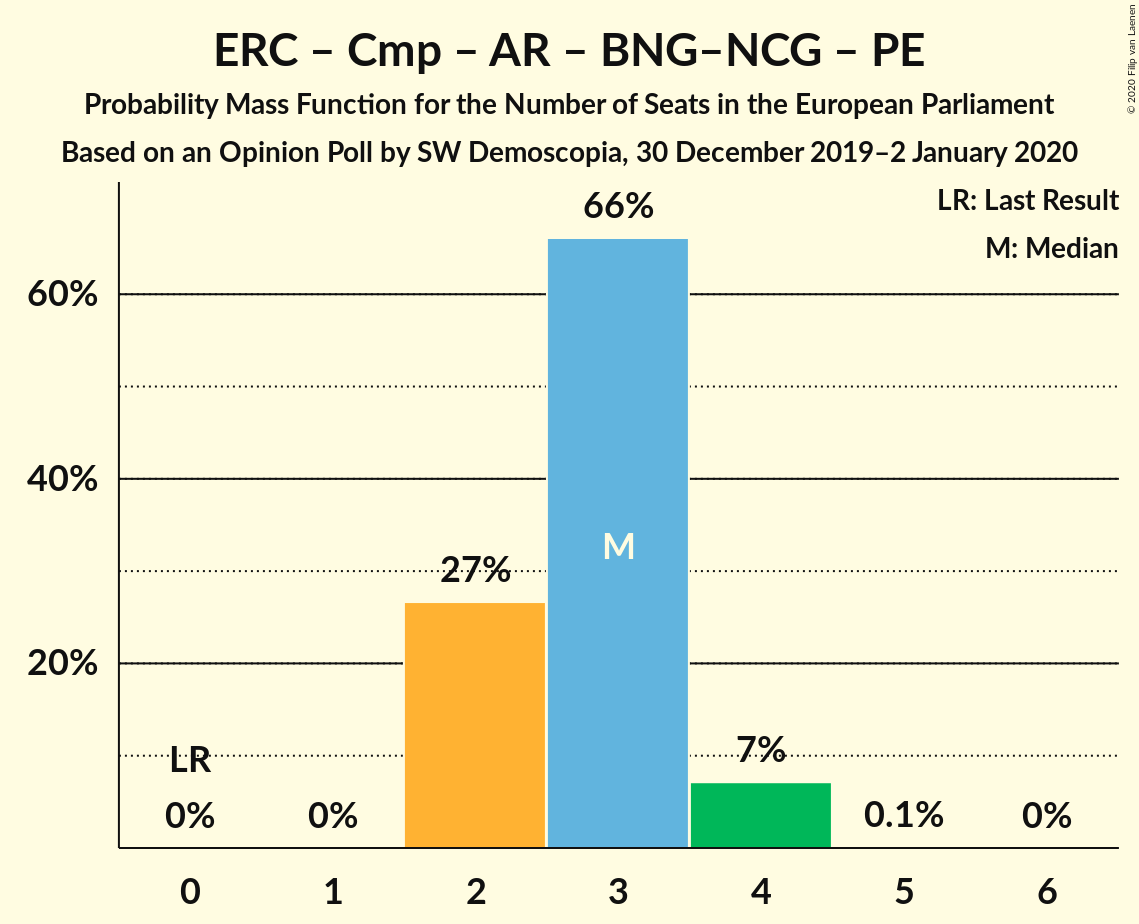 ERC – Cmp – AR – BNG–NCG – PE
Probability Mass Function for the Number of Seats in the European Parliament
Based on an Opinion Poll by SW Demoscopia, 30 December 2019–2 January 2020
© 2020 Filip van Laenen
LR: Last Result
M: Median
66%
60%
40%
M
27%
20%
LR
7%
0%
0%
0.1%
0%
0
1
2
3
4
5
6